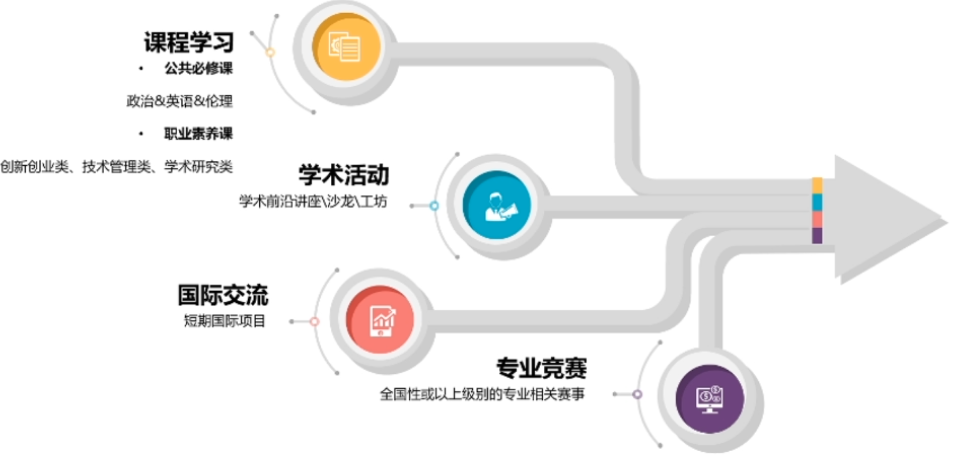 课程学习
• 公共必修课
政治&英语&伦理
• 职业素养课
创新创业类、技术管理类、学术研究类
学术活动
学术前沿讲座\沙龙\工坊
国际交流
短期国际项目
专业竞赛
全国性或以上级别的专业相关赛事